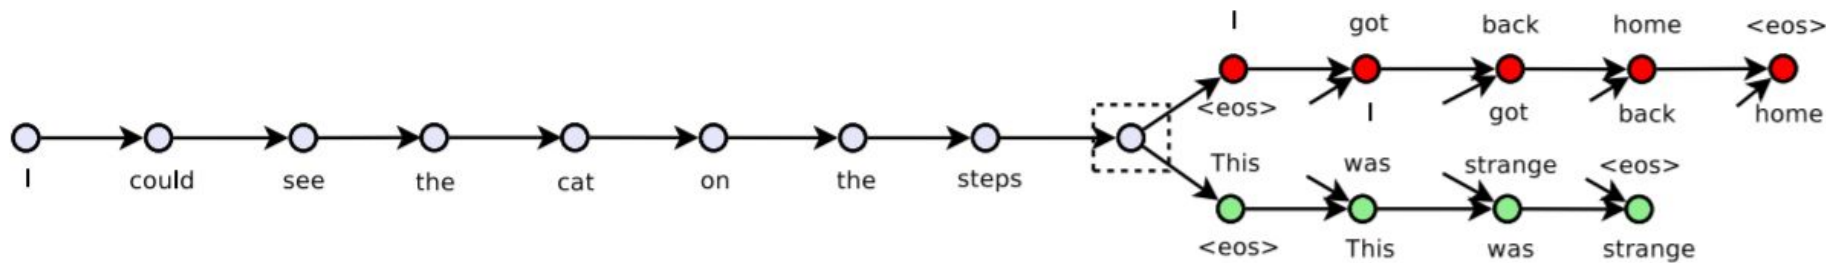 I got back home <eos>
<eos> I got back home
I could see the cat on the steps
This was strange <eos>
<eos> This was strange